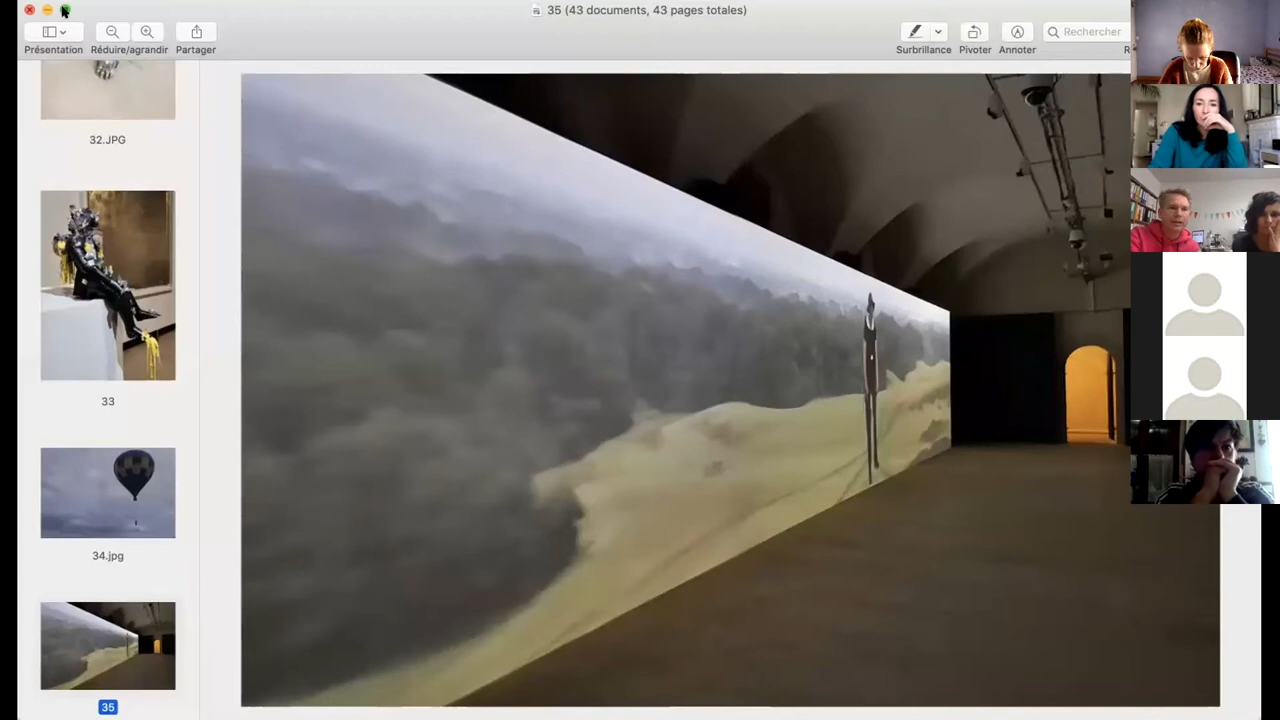 35 (43 documents, 43 pages totales)
Présentation
Réduire/agrandir
Partager
Surbrillance
Pivoter
Annoter
Rechercher
R
32.JPG
33
34.jpg
35